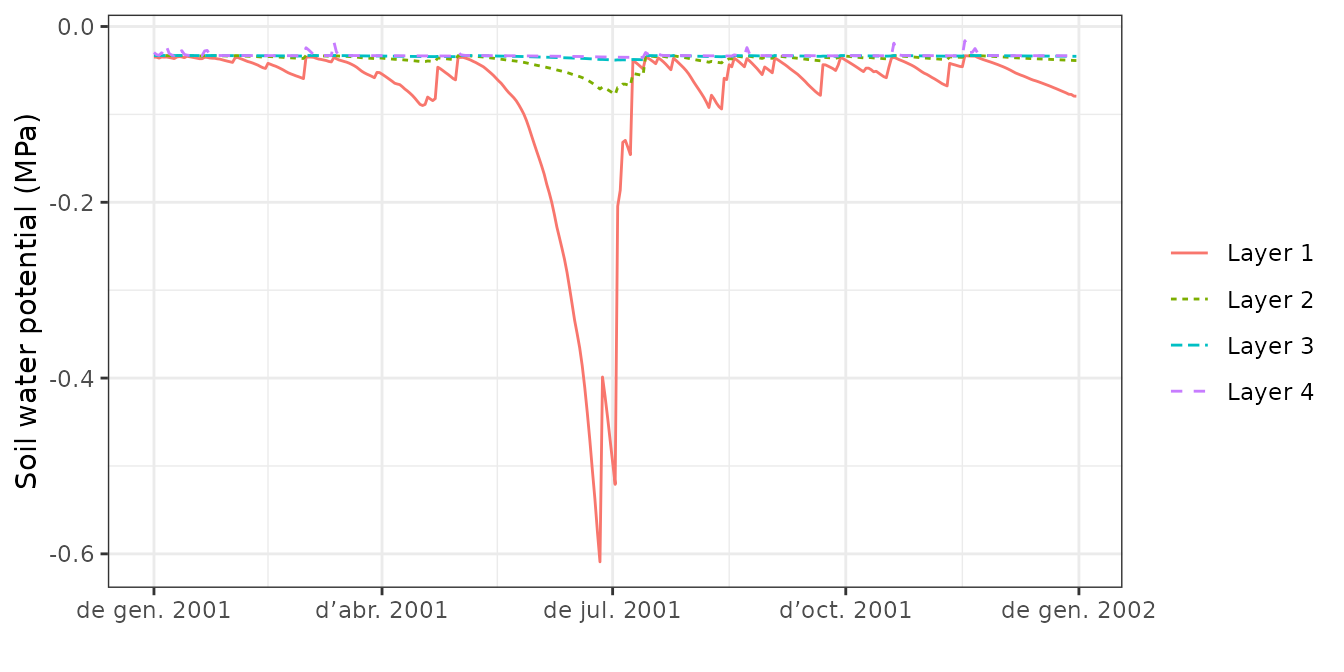 Soil water potential (MPa)
0.0
-0.2
-0.4
-0.6
de gen. 2001
d’abr. 2001
de jul. 2001
d’oct. 2001
de gen. 2002
Layer 1
Layer 2
Layer 3
Layer 4